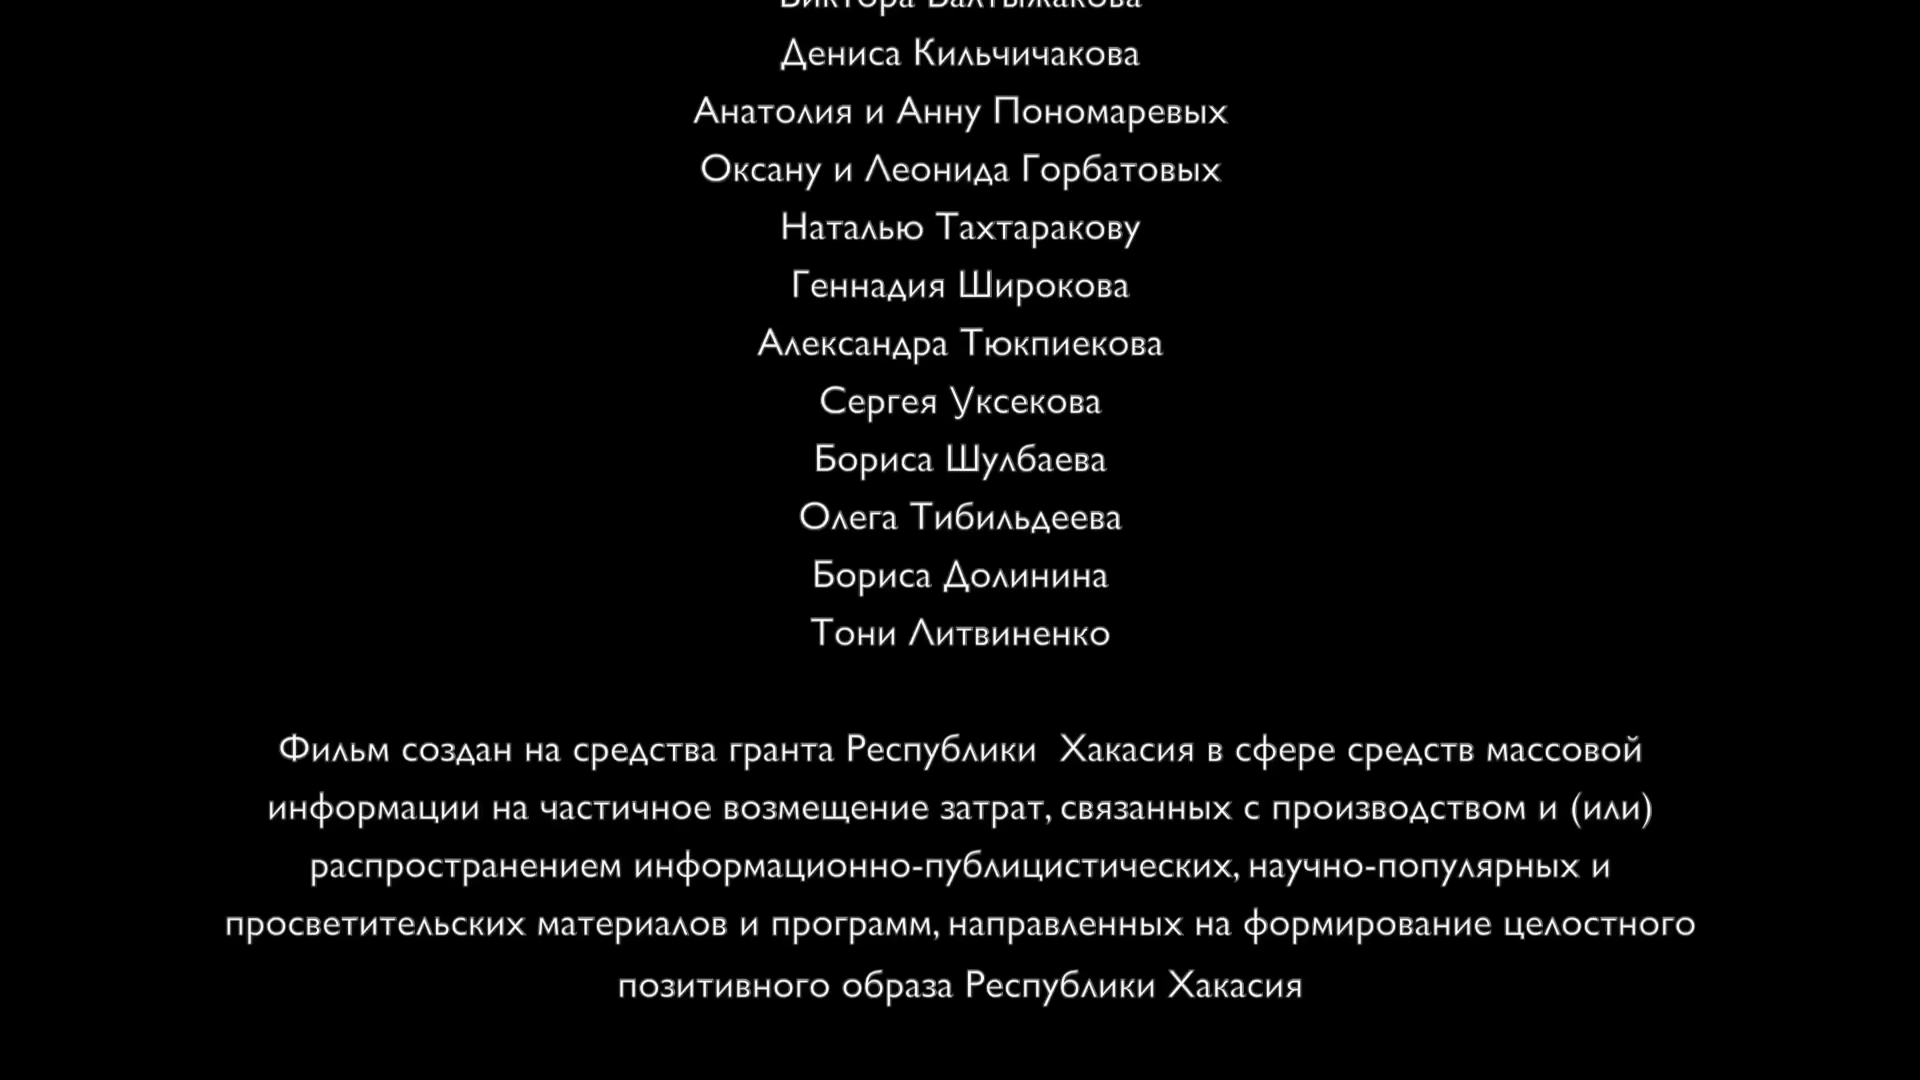 Дениса Кильчичакова
Анатолия и Анну Пономаревых
Оксану и Леонида Горбатовых
Наталью Тахтаракову
Геннадия Широкова
Александра Тюкпиекова
Сергея Уксекова
Бориса Шулбаева
Олега Тибильдеева
Бориса Долинина
Тони Литвиненко
Фильм создан на средства гранта Республики Хакасия в сфере средств массовой
информации на частичное возмещение затрат, связанных с производством и (или)
распространением информационно-публицистических, научно-популярных и
просветительских материалов и программ, направленных на формирование целостного
позитивного образа Республики Хакасия